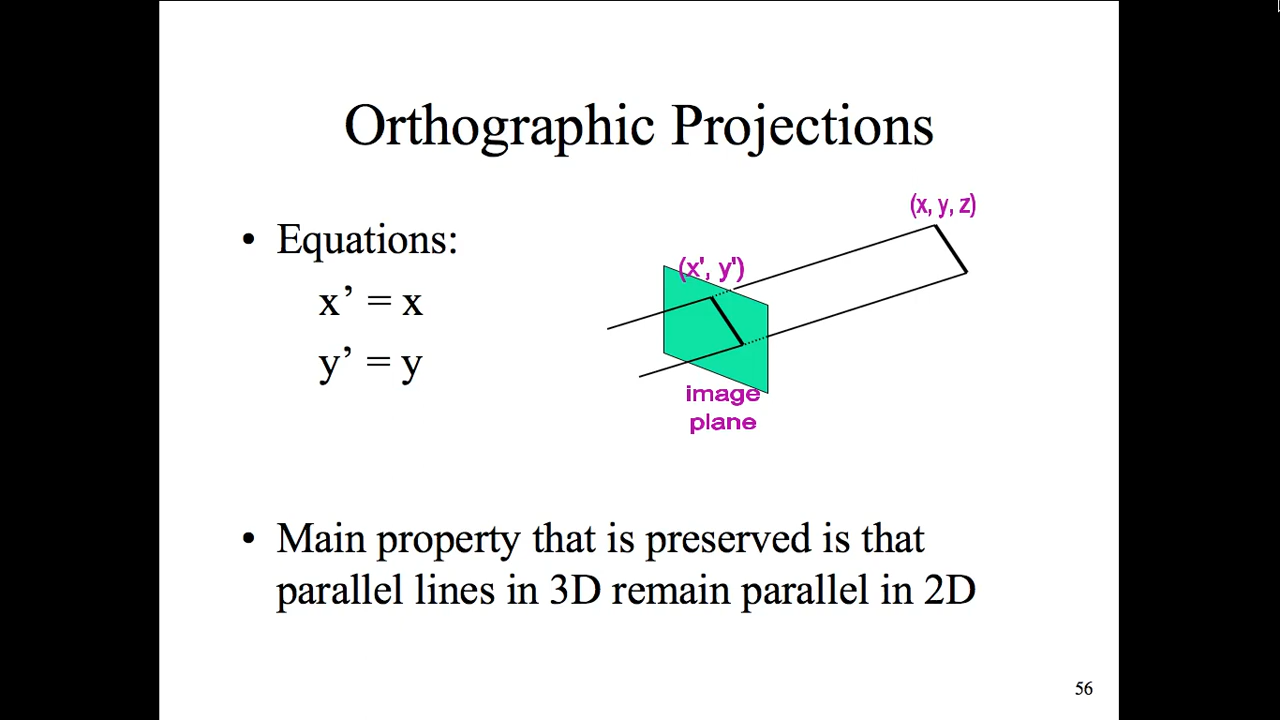 Orthographic Projections
• Equations:
x’ = x
y’ = y
(x, y, z)
(x', y')
image
plane
• Main property that is preserved is that
parallel lines in 3D remain parallel in 2D
56